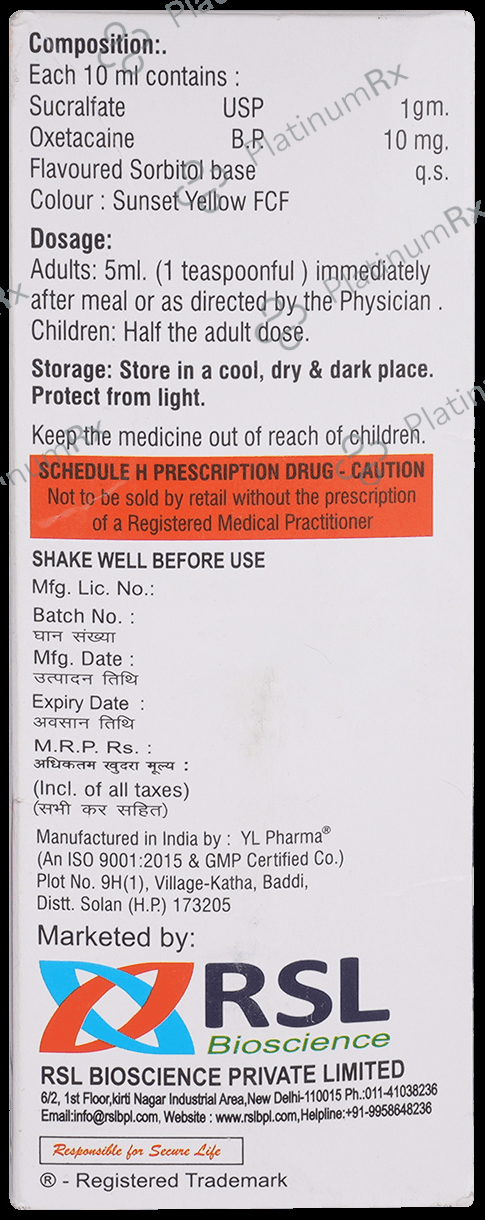 Composition:.
Each 10 ml contains :
Sucralfate USP 1gm.
Oxetacaine B.P. 10 mg.
Flavoured Sorbitol base q.s.
Colour : Sunset Yellow FCF
Dosage:
Adults: 5ml. (1 teaspoonful ) immediately
after meal or as directed by the Physician .
Children: Half the adult dose.
Storage: Store in a cool, dry & dark place.
Protect from light.
Keep the medicine out of reach of children.
SCHEDULE H PRESCRIPTION DRUG - CAUTION
Not to be sold by retail without the prescription
of a Registered Medical Practitioner
SHAKE WELL BEFORE USE
Mfg. Lic. No.:
Batch No. :
घान संख्या
Mfg. Date :
उत्पादन तिथि
Expiry Date :
अवसान तिथि
M.R.P. Rs. :
अधिकतम खुदरा मूल्य :
(Incl. of all taxes)
(सभी कर सहित)
Manufactured in India by : YL Pharma®
(An ISO 9001:2015 & GMP Certified Co.)
Plot No. 9H(1), Village-Katha, Baddi,
Distt. Solan (H.P.) 173205
Marketed by:
RSL
Bioscience
RSL BIOSCIENCE PRIVATE LIMITED
6/2, 1st Floor,kirti Nagar Industrial Area,New Delhi-110015 Ph.:011-41038236
Email:info@rslbpl.com, Website : www.rslbpl.com,Helpline:+91-9958648236
Responsible for Secure Life
® - Registered Trademark
PlatinumRx
PlatinumRx
PlatinumRx